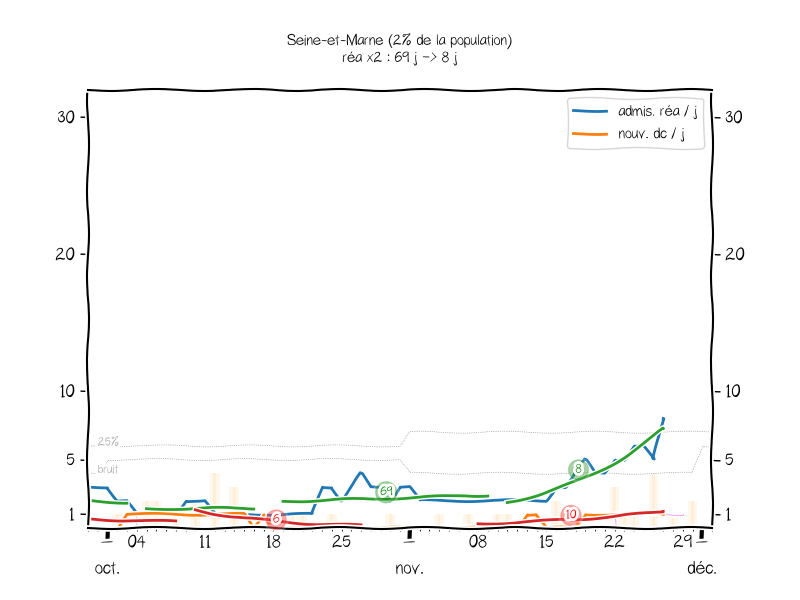 Seine-et-Marne (2% de la population)
réa x2 : 69 j -> 8 j
admis. réa / j
nouv. dc / j
30
30
20
20
10
10
25%
5
5
bruit
1
1
69
8
6
10
04
11
18
25
08
15
22
29
oct.
nov.
déc.